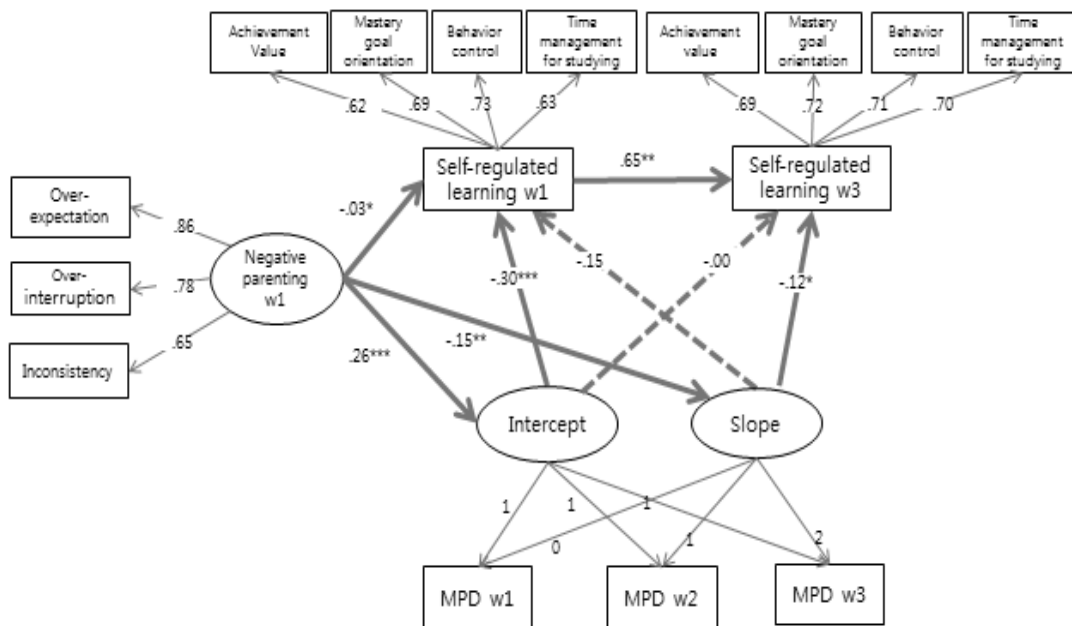 Achievement
Value
Mastery
goal
orientation
Behavior
control
Time
management
for studying
Achievement
value
Mastery
goal
orientation
Behavior
control
Time
management
for studying
.62
.69
.73
.63
.69
.72
.71
.70
Self-regulated
learning w1
.65**
Self-regulated
learning w3
Over-
expectation
.86
-.03*
Negative
parenting
w1
Over-
interruption
.78
-.30***
-.15
-.00
-.12*
Inconsistency
.65
.26***
-.15**
Intercept
Slope
1
1
1
0
1
2
MPD w1
MPD w2
MPD w3